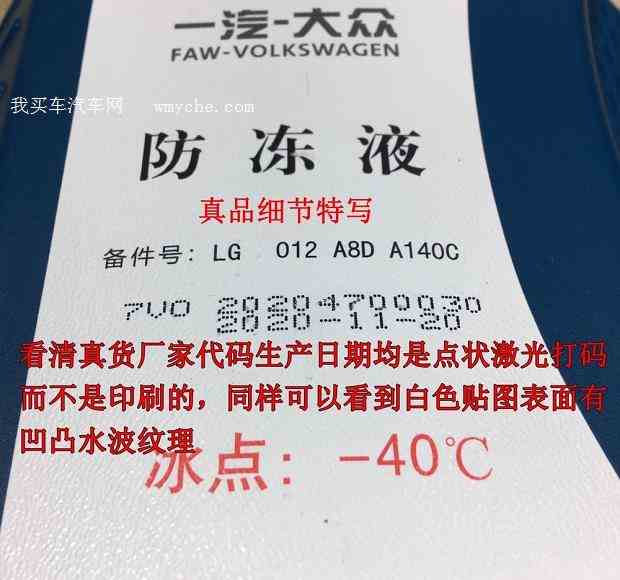 一汽-大众
FAW-VOLKSWAGEN
我买车汽车网 wmyche.com
防冻液
真品细节特写
备件号: LG 012 A8D A140C
7VO 20204700030
2020-11-20
看清真货厂家代码生产日期均是点状激光打码
而不是印刷的，同样可以看到白色贴图表面有
凹凸水波纹理
冰点: -40℃